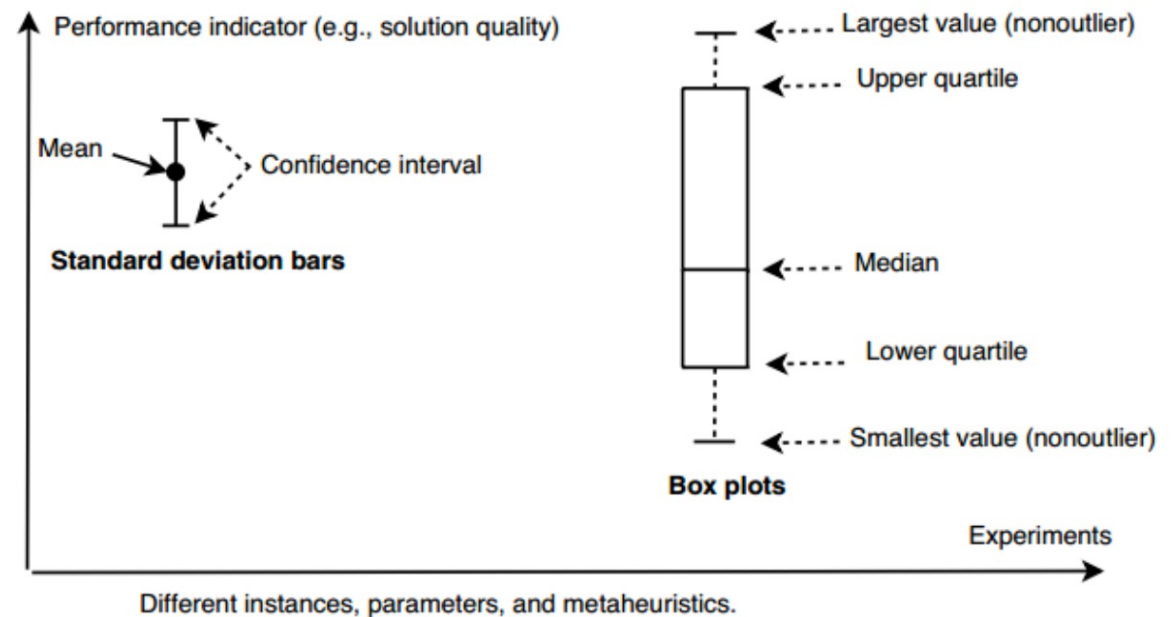 Performance indicator (e.g., solution quality)
Largest value (nonoutlier)
Upper quartile
Mean
Confidence interval
Standard deviation bars
Median
Lower quartile
Smallest value (nonoutlier)
Box plots
Experiments
Different instances, parameters, and metaheuristics.